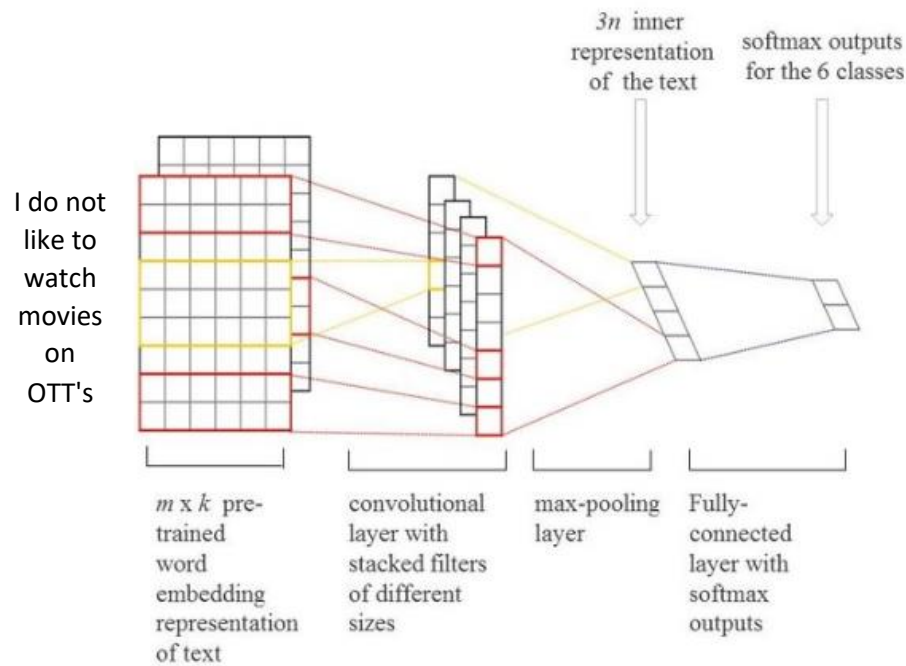 3n inner
representation
of the text
softmax outputs
for the 6 classes
I do not
like to
watch
movies
on
OTT's
m x k pre-
trained
word
embedding
representation
of text
convolutional
layer with
stacked filters
of different
sizes
max-pooling
layer
Fully-
connected
layer with
softmax
outputs